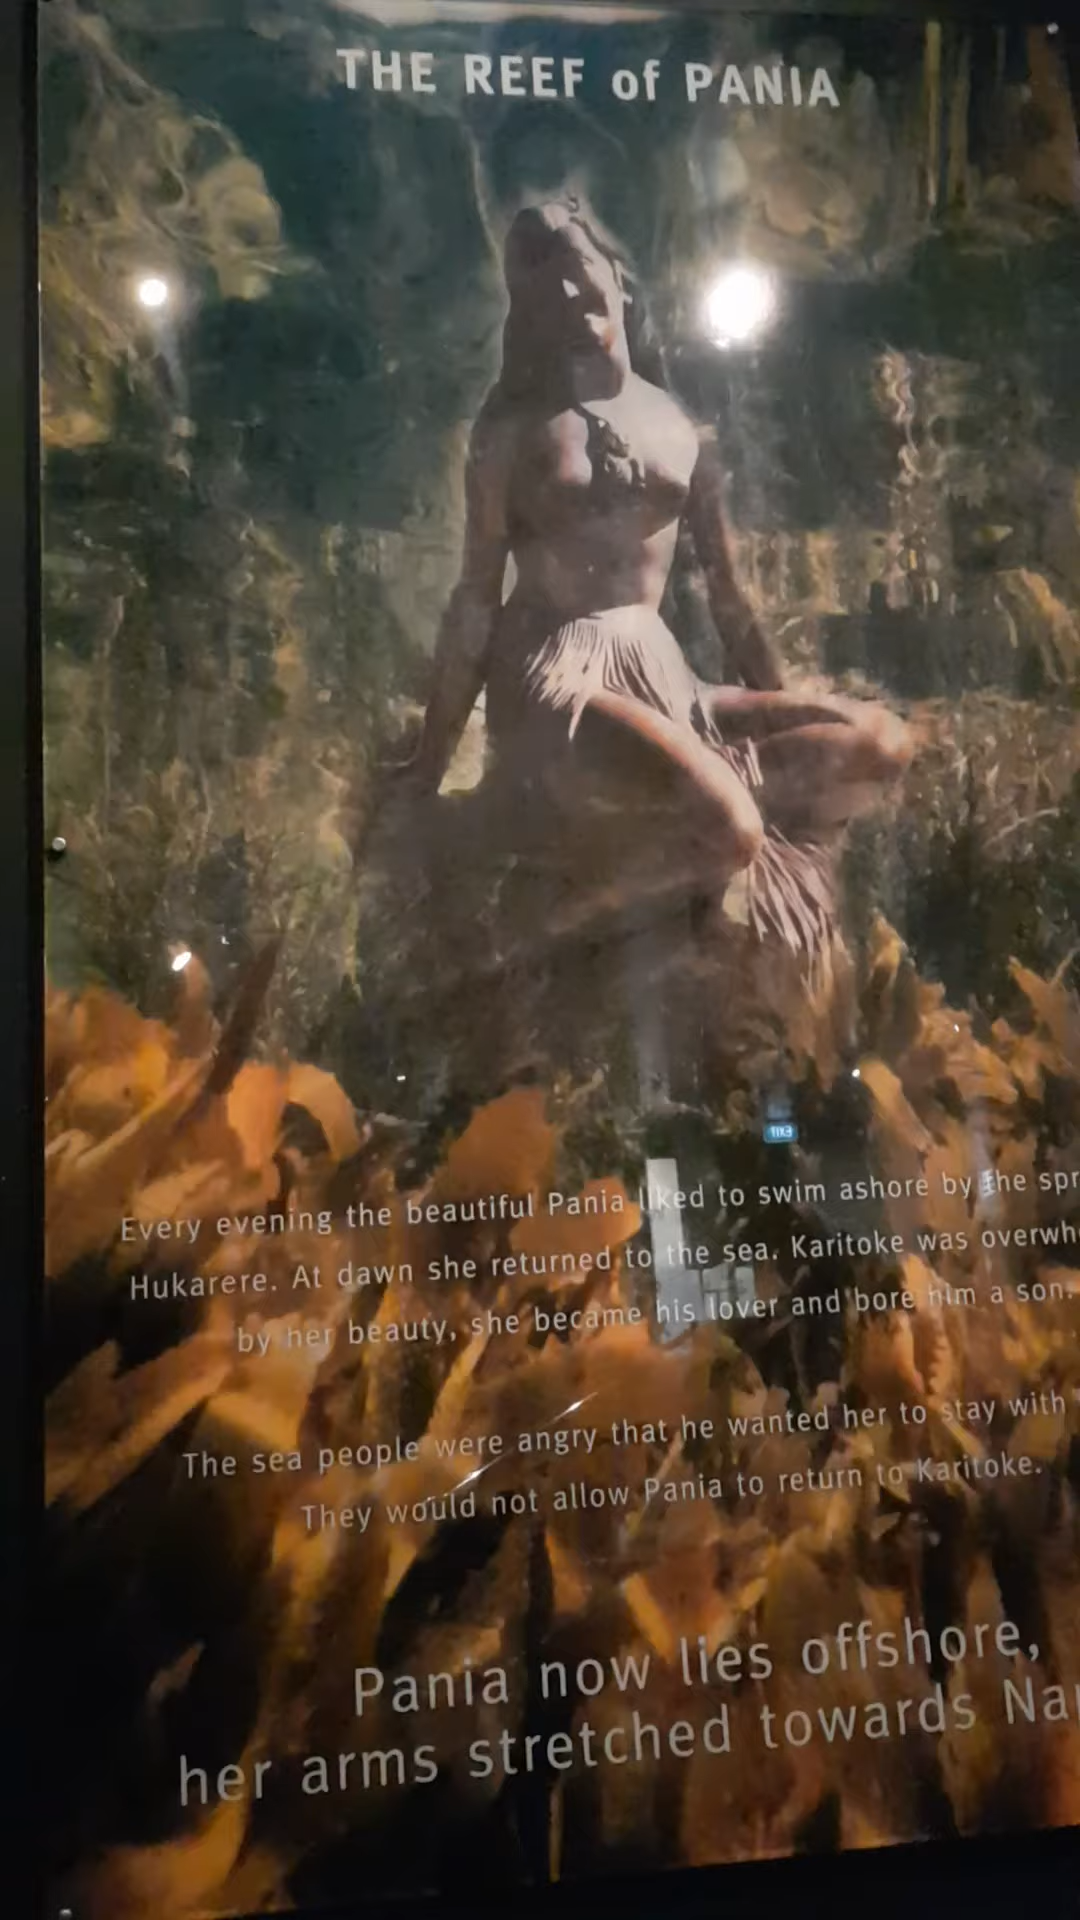 THE REEF of PANIA
EXIT
Every evening the beautiful Pania liked to swim ashore by the
Hukarere. At dawn she returned to the sea. Karitoke was
by her beauty, she became his lover and bore him a son.
The sea people were angry that he wanted her to stay with
They would not allow Pania to return to Karitoke.
Pania now lies offshore,
her arms stretched towards